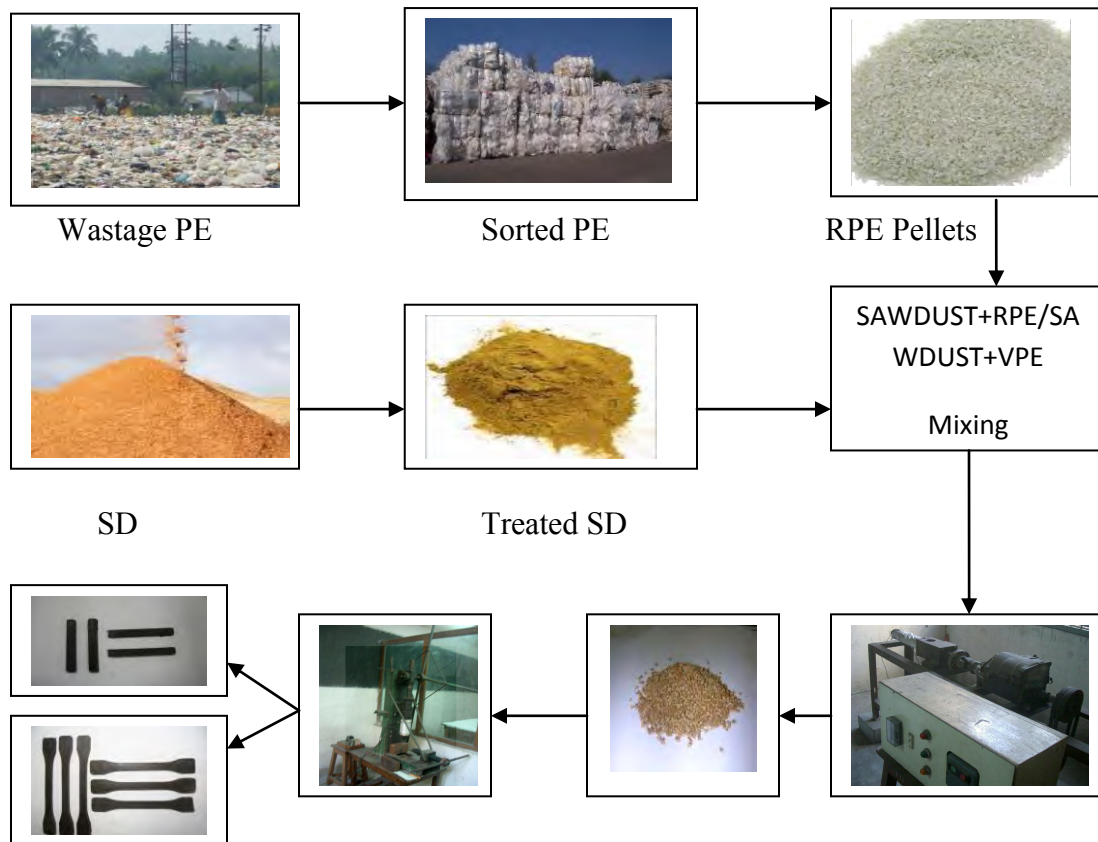 Wastage PE
Sorted PE
RPE Pellets
SAWDUST+RPE/SA
WDUST+VPE
Mixing
SD
Treated SD